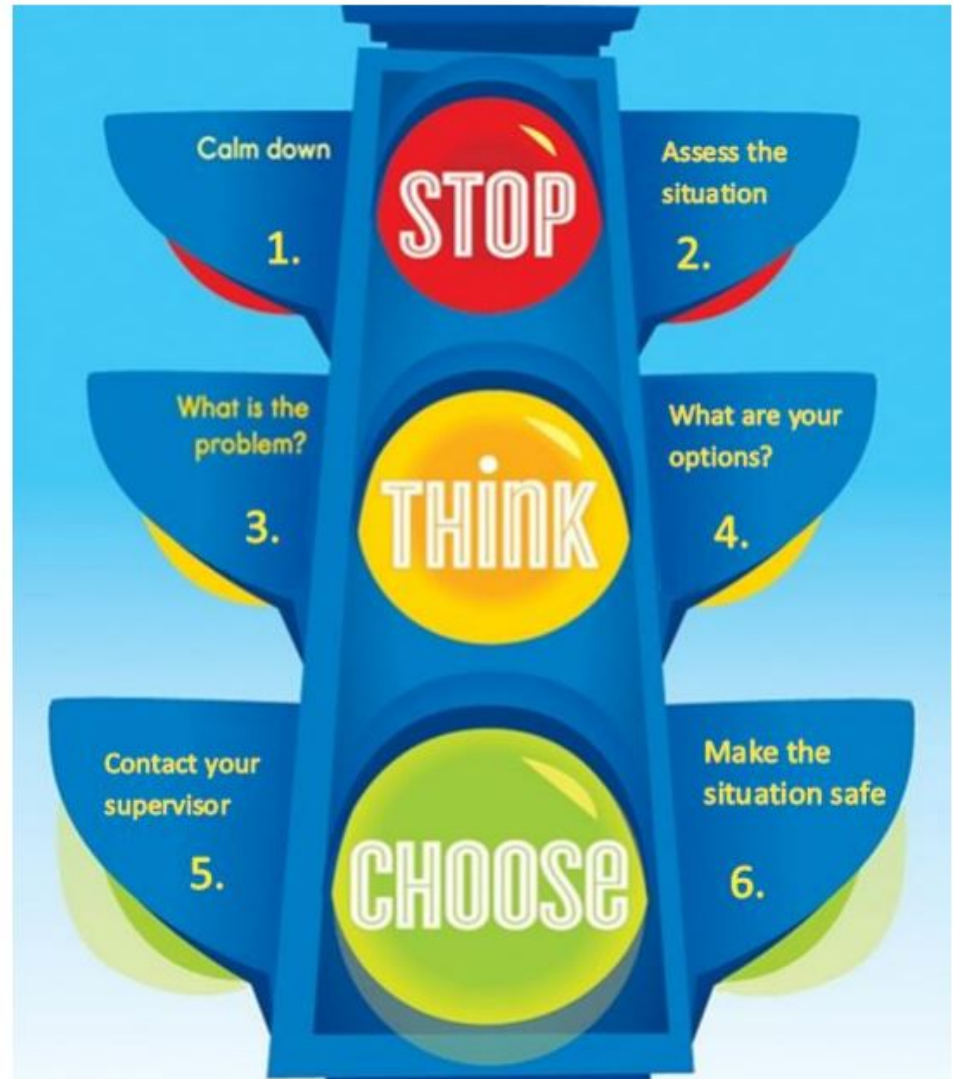 Calm down
1.
STOP
Assess the
situation
2.
What is the
problem?
3.
THiNK
What are your
options?
4.
Contact your
supervisor
5.
CHOOSe
Make the
situation safe
6.